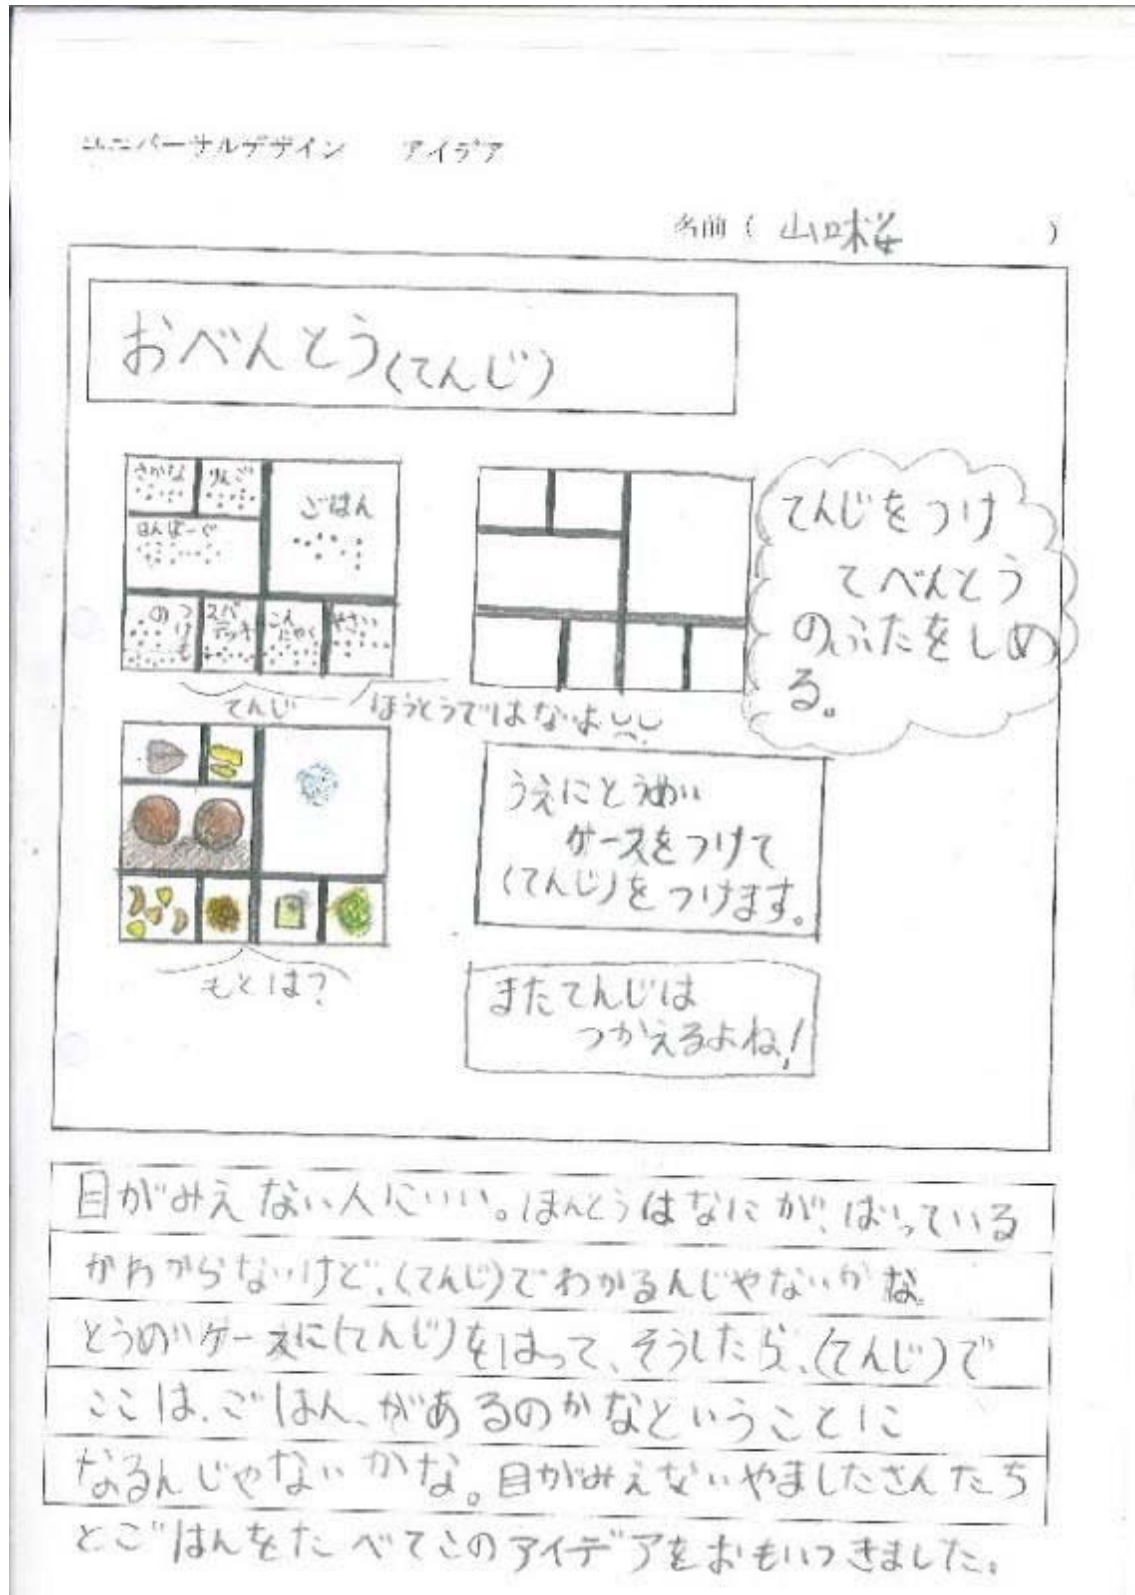 ユニバーサルデザイン アイデア
名前( 山口桜 )
おべんとう(てんじ)
さかな りんご
ごはん
はんばーぐ
つけもの
スパゲッティ
こんにゃく
やさい
てんじ
ほうとうではないよ
てんじをつけ
てべんとう
のふたをしめ
る。
うえにとうめい
ケースをつけて
(てんじ)をつけます。
もとは?
またてんじは
つかえるよね!
目がみえない人にいい。ほんとうはなにが、はいっている
かわからないけど、(てんじ)でわかるんじゃないかな
とうめいケースに(てんじ)をはって、そうしたら、(てんじ)で
ここは、ごはん、があるのかなということに
なるんじゃないかな。目がみえないやましたさんたち
とごはんをたべてこのアイデアをおもいつきました。